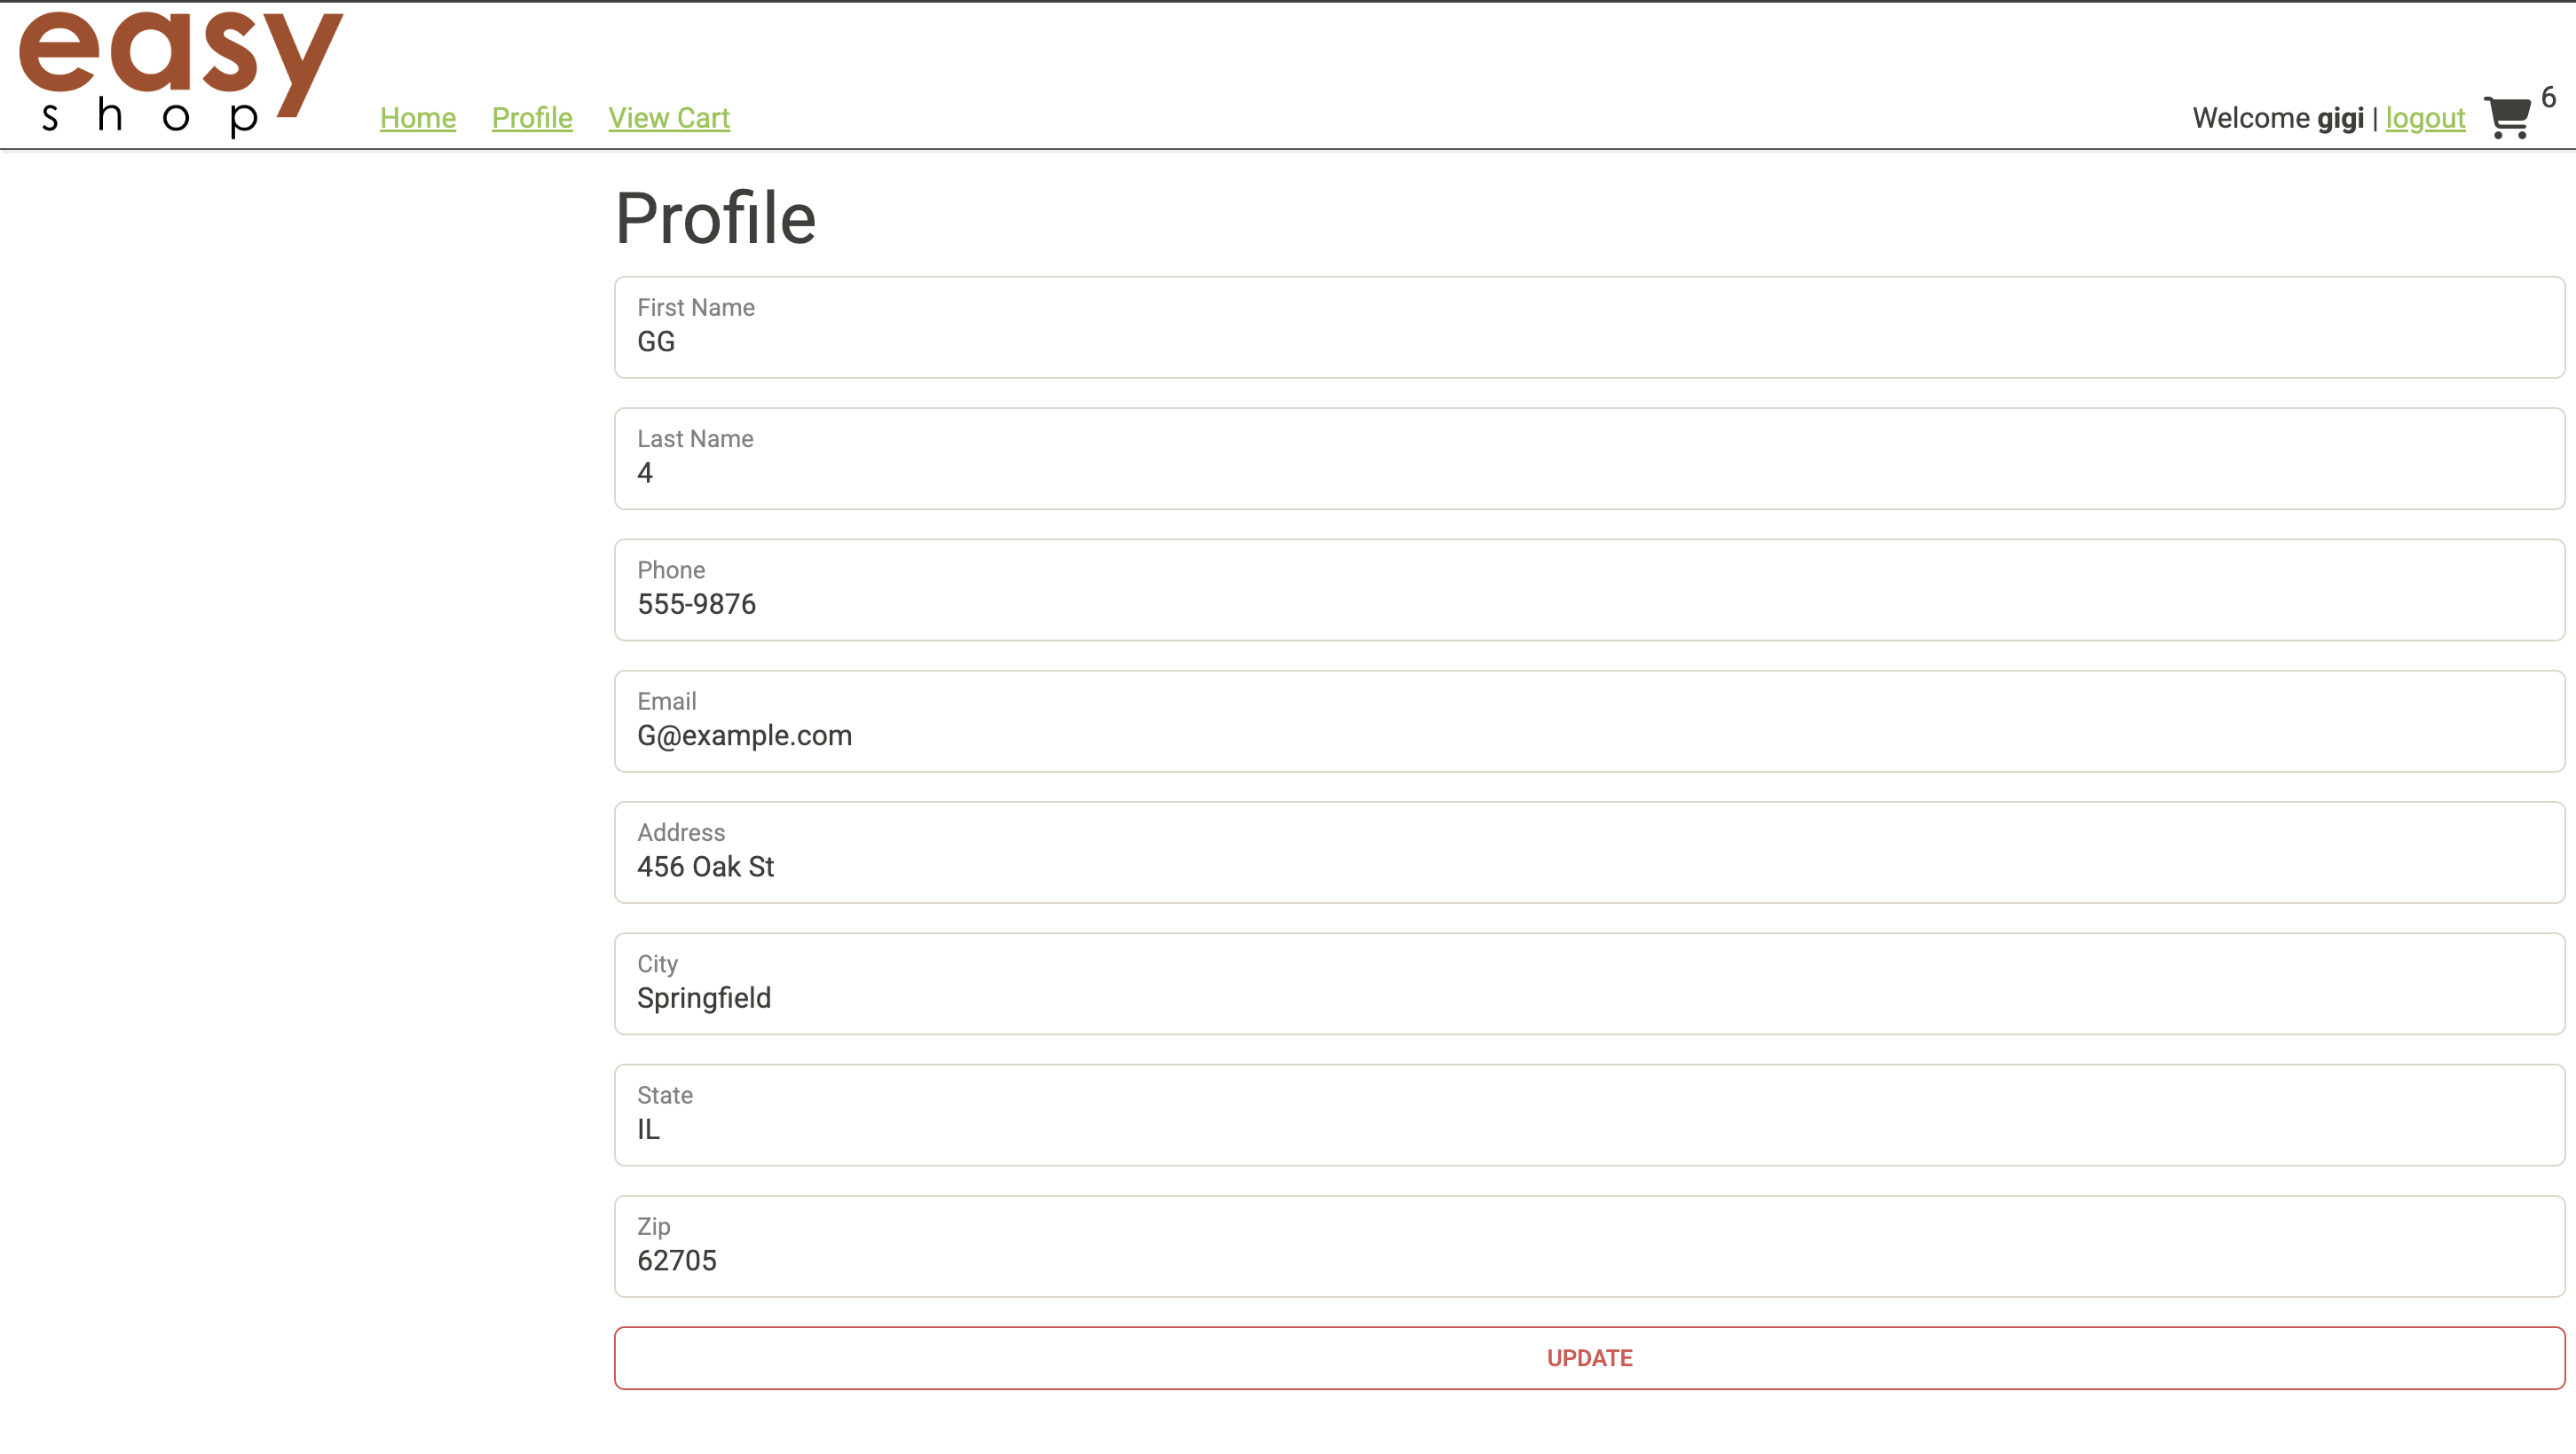 easy
shop
Home Profile View Cart
Welcome gigi | logout 6
Profile
First Name
GG
Last Name
4
Phone
555-9876
Email
G@example.com
Address
456 Oak St
City
Springfield
State
IL
Zip
62705
UPDATE